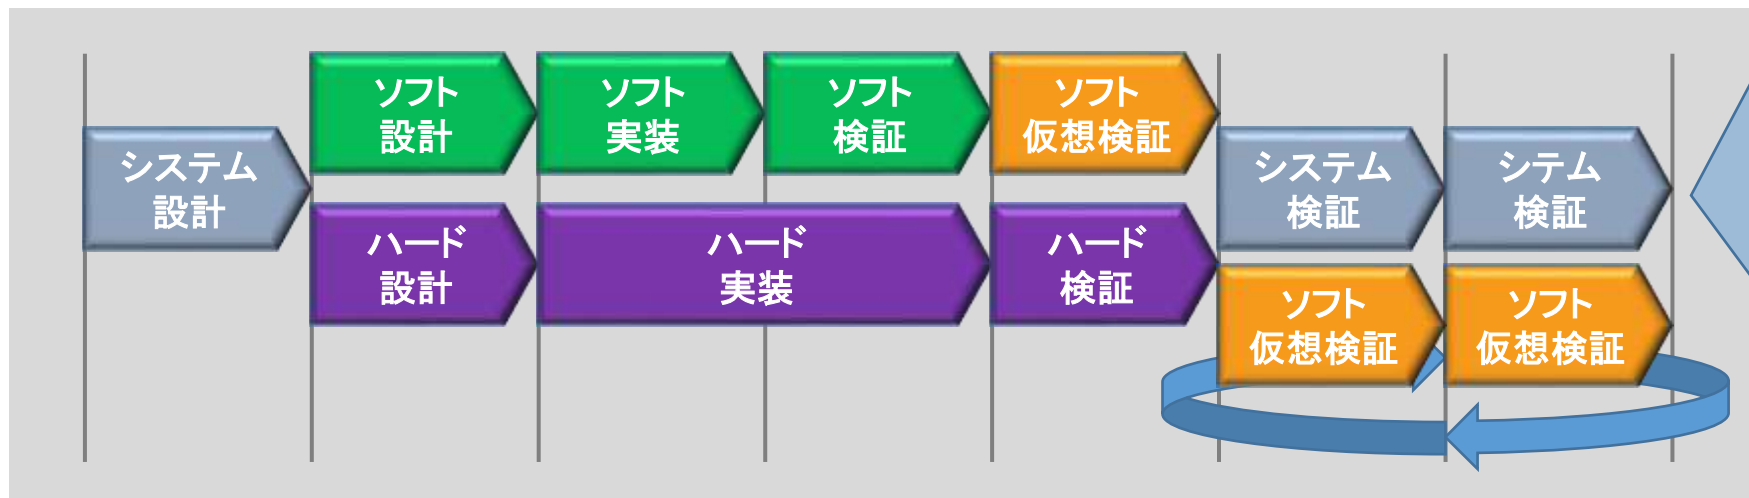 システム
設計
ソフト
設計
ソフト
実装
ソフト
検証
ソフト
仮想検証
ハード
設計
ハード
実装
ハード
検証
システム
検証
シテム
検証
ソフト
仮想検証
ソフト
仮想検証